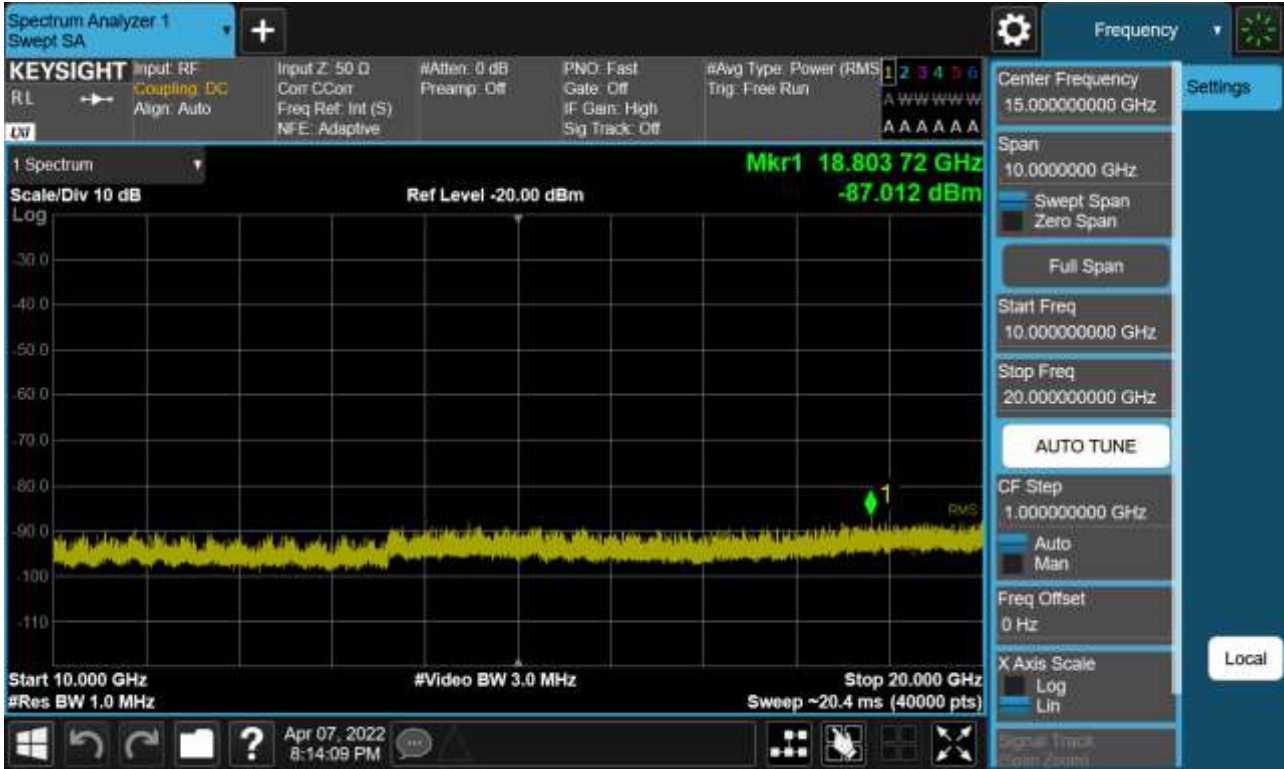 Spectrum Analyzer 1
Swept SA
Frequency
KEYSIGHT
RL
LXI
Input: RF
Coupling: DC
Align: Auto
Input Z: 50 Ω
Corr CCorr
Freq Ref: Int (S)
NFE: Adaptive
#Atten: 0 dB
Preamp: Off
PNO: Fast
Gate: Off
IF Gain: High
Sig Track: Off
#Avg Type: Power (RMS
Trig: Free Run
1 2 3 4 5 6
A W W W W W
A A A A A A
1 Spectrum
Scale/Div 10 dB
Log
Ref Level -20.00 dBm
Mkr1 18.803 72 GHz
-87.012 dBm
-30.0
-40.0
-50.0
-60.0
-70.0
-80.0
-90.0
-100
-110
1
RMS
Start 10.000 GHz
#Res BW 1.0 MHz
#Video BW 3.0 MHz
Stop 20.000 GHz
Sweep ~20.4 ms (40000 pts)
Center Frequency
15.000000000 GHz
Span
10.0000000 GHz
Swept Span
Zero Span
Full Span
Start Freq
10.000000000 GHz
Stop Freq
20.000000000 GHz
AUTO TUNE
CF Step
1.000000000 GHz
Auto
Man
Freq Offset
0 Hz
X Axis Scale
Log
Lin
Signal Track
(Span Zoom)
Settings
Local
?
Apr 07, 2022
8:14:09 PM